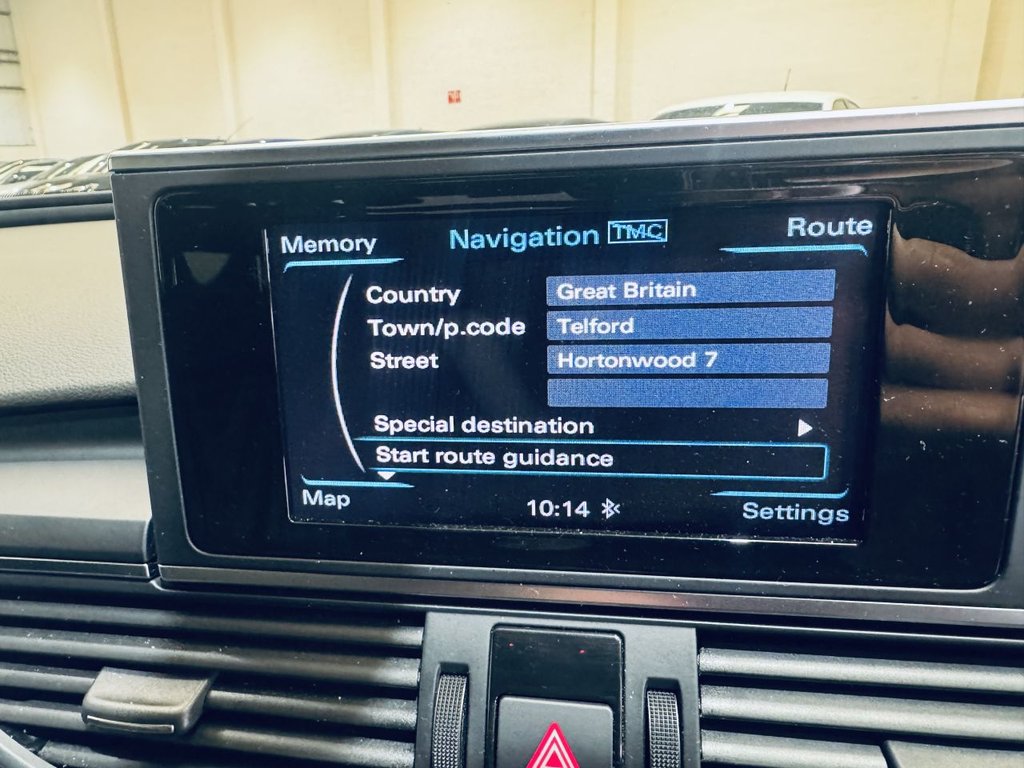 Memory
Navigation TMC
Route
Country Great Britain
Town/p.code Telford
Street Hortonwood 7
Special destination
Start route guidance
Map
10:14
Settings